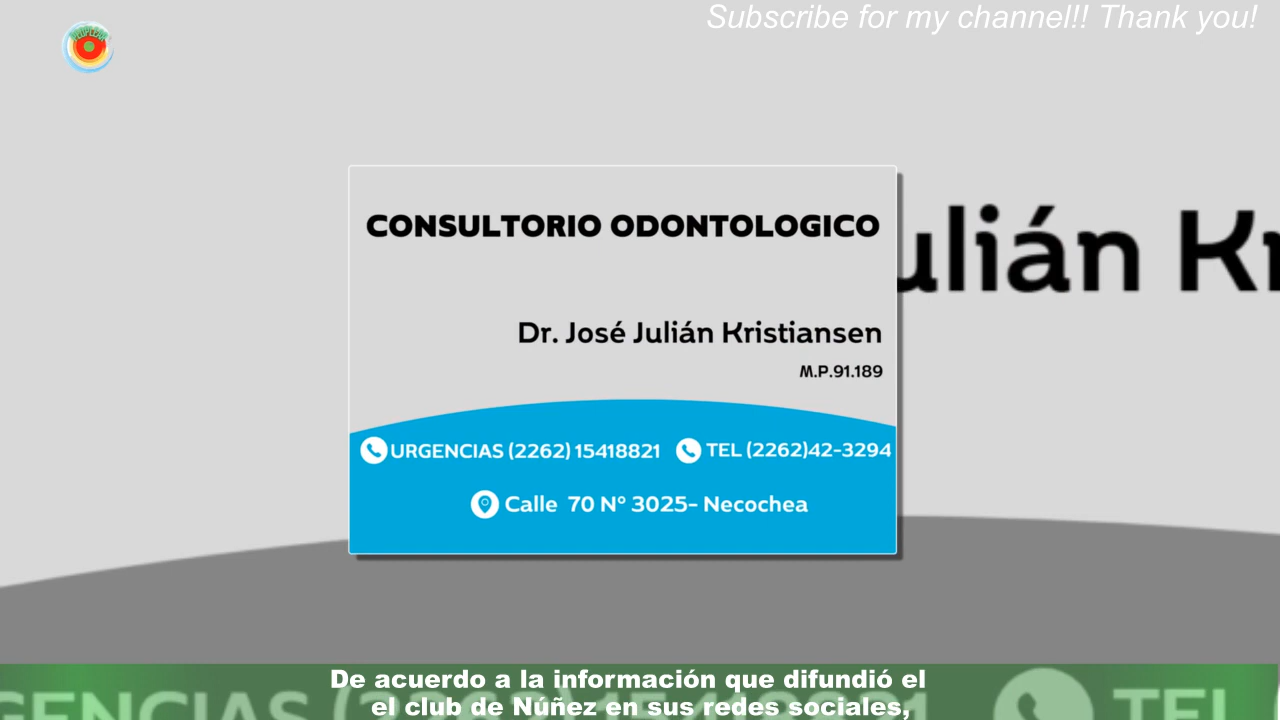 Subscribe for my channel!! Thank you!
CONSULTORIO ODONTOLOGICO
ulián Kr
Dr. José Julián Kristiansen
M.P.91.189
URGENCIAS (2262) 15418821 TEL (2262)42-3294
Calle 70 N° 3025- Necochea
De acuerdo a la información que difundió el
el club de Núñez en sus redes sociales,